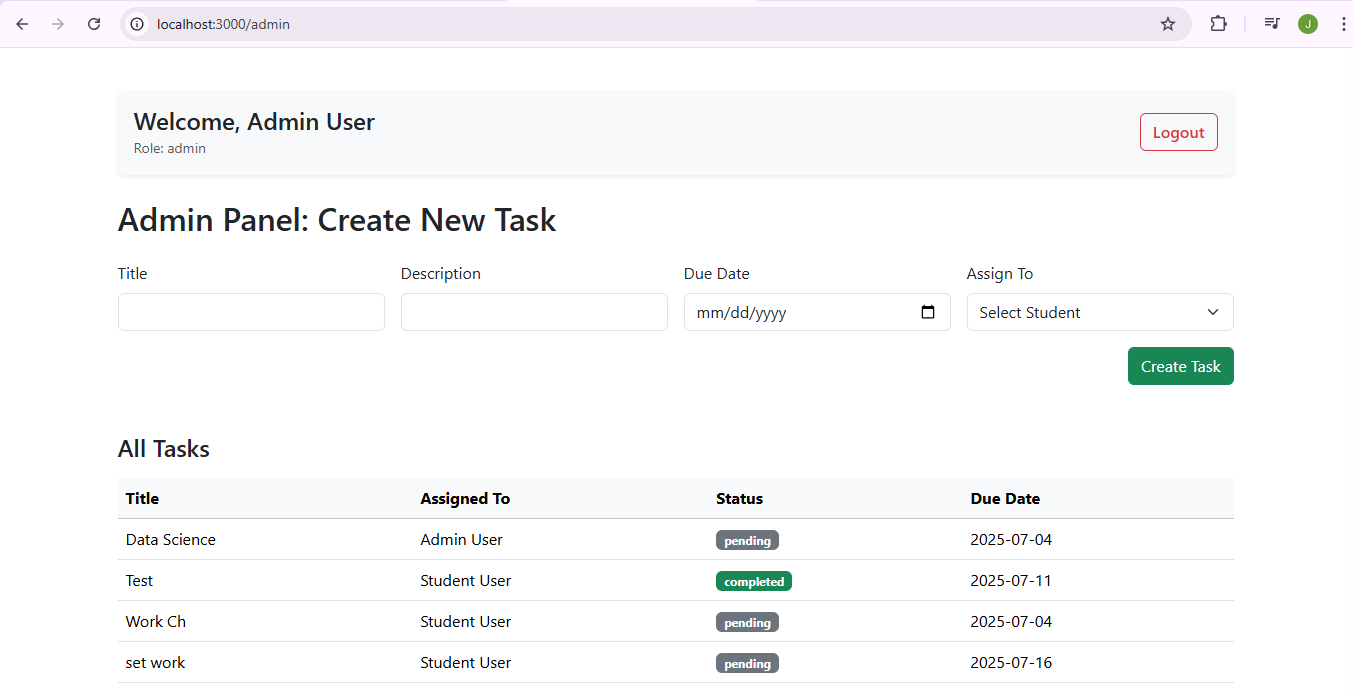 localhost:3000/admin
J
Welcome, Admin User
Logout
Role: admin
Admin Panel: Create New Task
Title Description Due Date Assign To
mm/dd/yyyy Select Student
Create Task
All Tasks
Title Assigned To Status Due Date
Data Science Admin User pending 2025-07-04
Test Student User completed 2025-07-11
Work Ch Student User pending 2025-07-04
set work Student User pending 2025-07-16